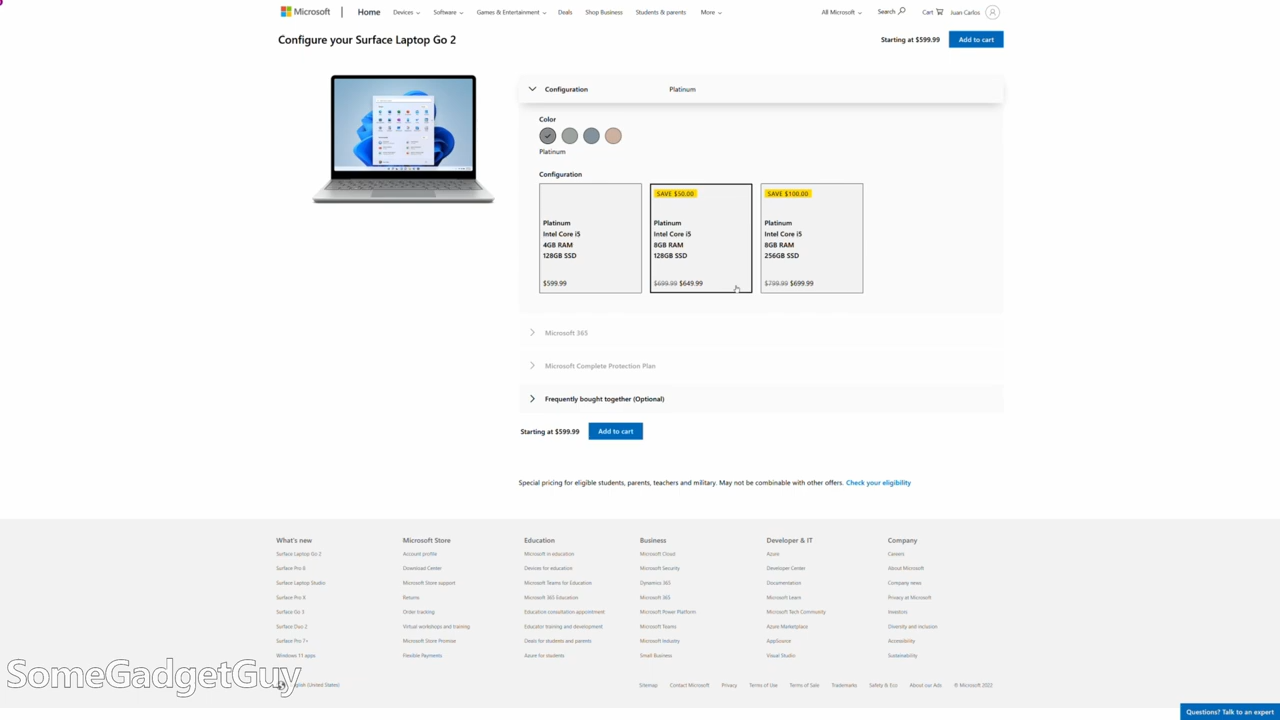 Microsoft
Home
Devices
Software
Games & Entertainment
Deals
Shop Business
Students & parents
More
All Microsoft
Search
Cart
Juan Carlos
Configure your Surface Laptop Go 2
Starting at $599.99
Add to cart
Configuration
Platinum
Color
Platinum
Configuration
Platinum
Intel Core i5
4GB RAM
128GB SSD
$599.99
SAVE $50.00
Platinum
Intel Core i5
8GB RAM
128GB SSD
$699.99 $649.99
SAVE $100.00
Platinum
Intel Core i5
8GB RAM
256GB SSD
$799.99 $699.99
Microsoft 365
Microsoft Complete Protection Plan
Frequently bought together (Optional)
Starting at $599.99
Add to cart
Special pricing for eligible students, parents, teachers and military. May not be combinable with other offers. Check your eligibility
What's new
Surface Laptop Go 2
Surface Pro 8
Surface Laptop Studio
Surface Pro X
Surface Go 3
Surface Duo 2
Surface Pro 7+
Windows 11 apps
Microsoft Store
Account profile
Download Center
Microsoft Store support
Returns
Order tracking
Virtual workshops and training
Microsoft Store Promise
Flexible Payments
Education
Microsoft in education
Devices for education
Microsoft Teams for Education
Microsoft 365 Education
Education consultation appointment
Educator training and development
Deals for students and parents
Azure for students
Business
Microsoft Cloud
Microsoft Security
Dynamics 365
Microsoft 365
Microsoft Power Platform
Microsoft Teams
Microsoft Industry
Small Business
Developer & IT
Azure
Developer Center
Documentation
Microsoft Learn
Microsoft Tech Community
Azure Marketplace
AppSource
Visual Studio
Company
Careers
About Microsoft
Company news
Privacy at Microsoft
Investors
Diversity and inclusion
Accessibility
Sustainability
SomeGadgetGuy
(United States)
Sitemap
Contact Microsoft
Privacy
Terms of Use
Terms of Sale
Trademarks
Safety & Eco
About our Ads
© Microsoft 2022
Questions? Talk to an expert